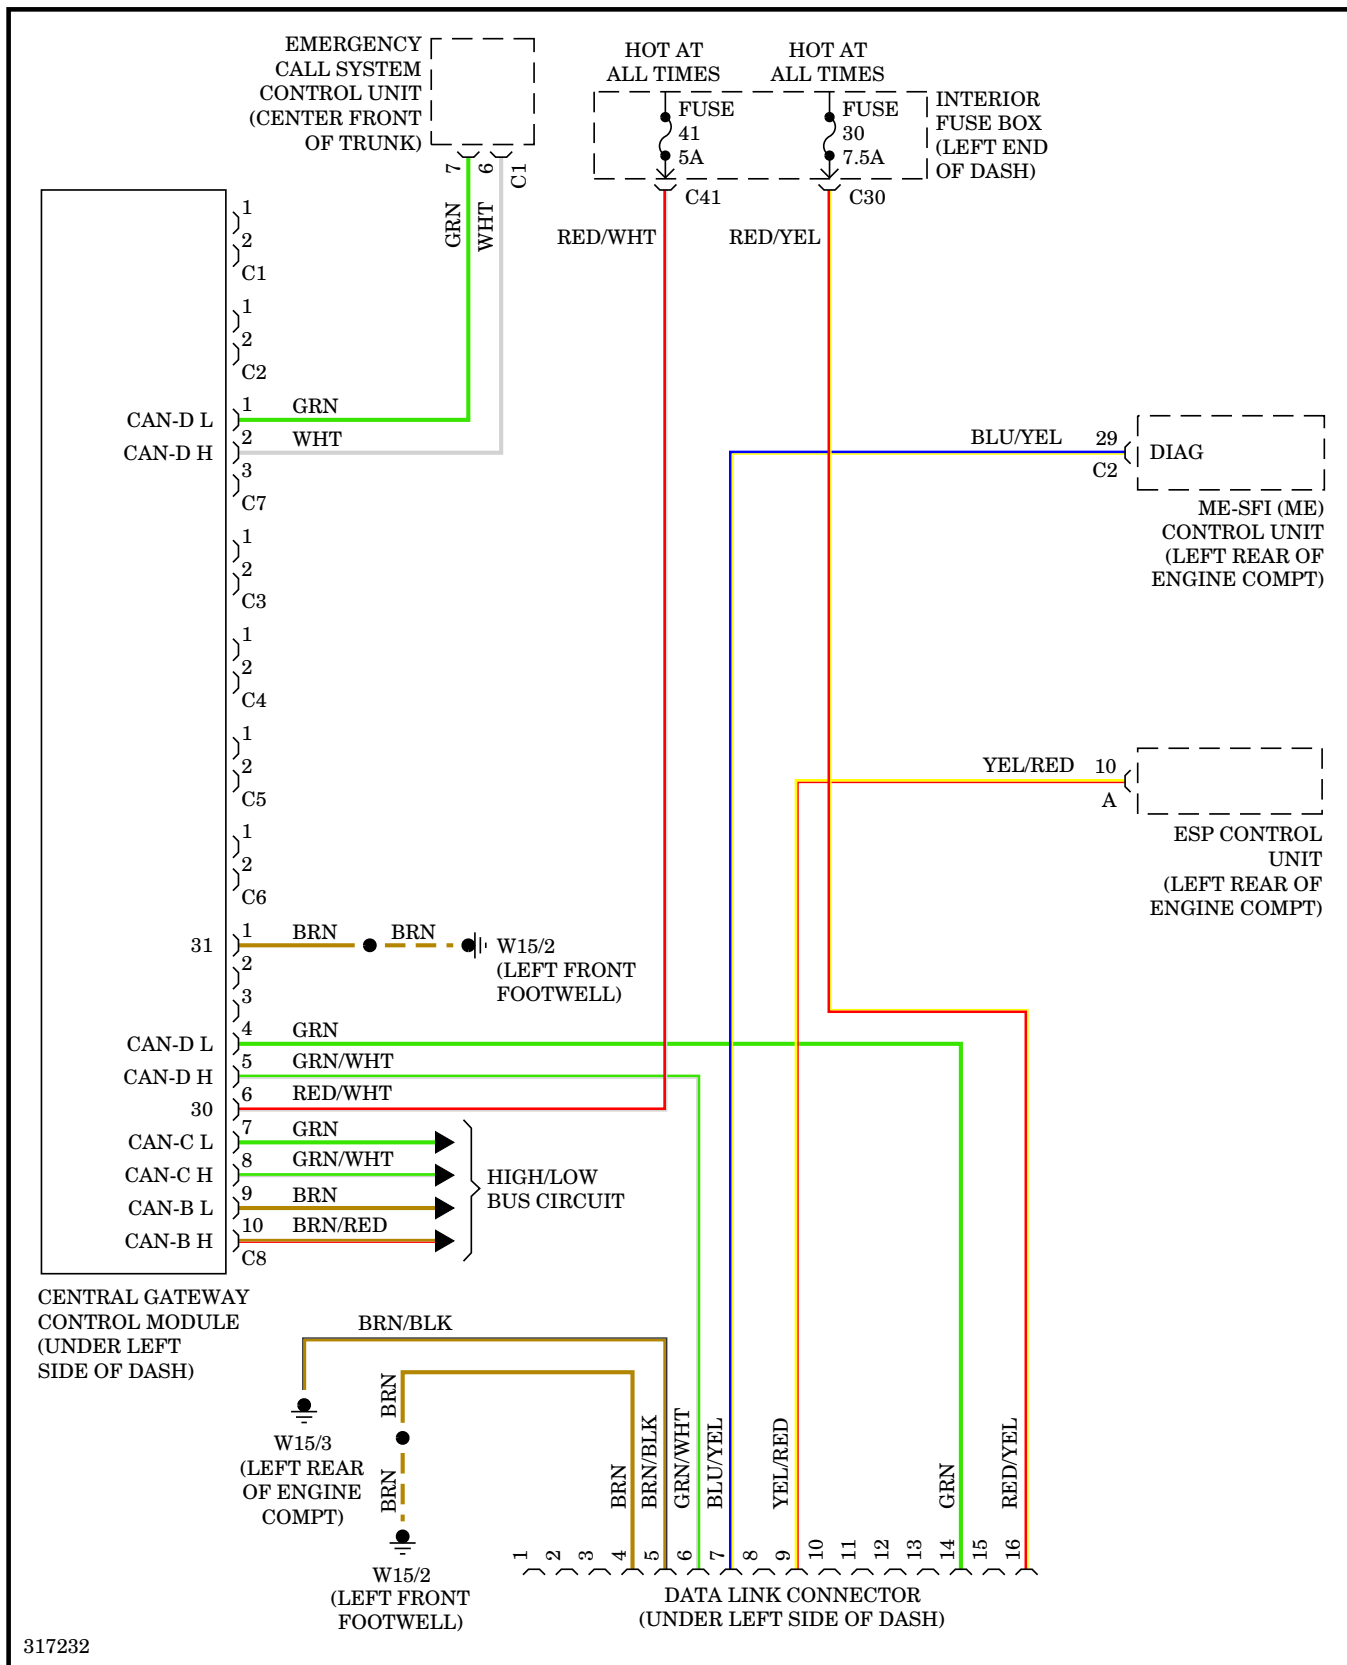 EMERGENCY
CALL SYSTEM
CONTROL UNIT
(CENTER FRONT
OF TRUNK)
7
6
C1
GRN
WHT
HOT AT
ALL TIMES
HOT AT
ALL TIMES
FUSE
41
5A
FUSE
30
7.5A
INTERIOR
FUSE BOX
(LEFT END
OF DASH)
C41
C30
RED/WHT
RED/YEL
1
2
C1
1
2
C2
CAN-D L
1
GRN
CAN-D H
2
WHT
3
C7
1
2
C3
1
2
C4
1
2
C5
1
2
C6
BLU/YEL
29
C2
DIAG
ME-SFI (ME)
CONTROL UNIT
(LEFT REAR OF
ENGINE COMPT)
YEL/RED
10
A
ESP CONTROL
UNIT
(LEFT REAR OF
ENGINE COMPT)
31
1
BRN
BRN
W15/2
(LEFT FRONT
FOOTWELL)
2
3
CAN-D L
4
GRN
CAN-D H
5
GRN/WHT
30
6
RED/WHT
CAN-C L
7
GRN
CAN-C H
8
GRN/WHT
CAN-B L
9
BRN
CAN-B H
10
BRN/RED
C8
HIGH/LOW
BUS CIRCUIT
CENTRAL GATEWAY
CONTROL MODULE
(UNDER LEFT
SIDE OF DASH)
BRN/BLK
W15/3
(LEFT REAR
OF ENGINE
COMPT)
BRN
BRN
W15/2
(LEFT FRONT
FOOTWELL)
BRN
BRN/BLK
GRN/WHT
BLU/YEL
YEL/RED
GRN
RED/YEL
1
2
3
4
5
6
7
8
9
10
11
12
13
14
15
16
DATA LINK CONNECTOR
(UNDER LEFT SIDE OF DASH)
317232